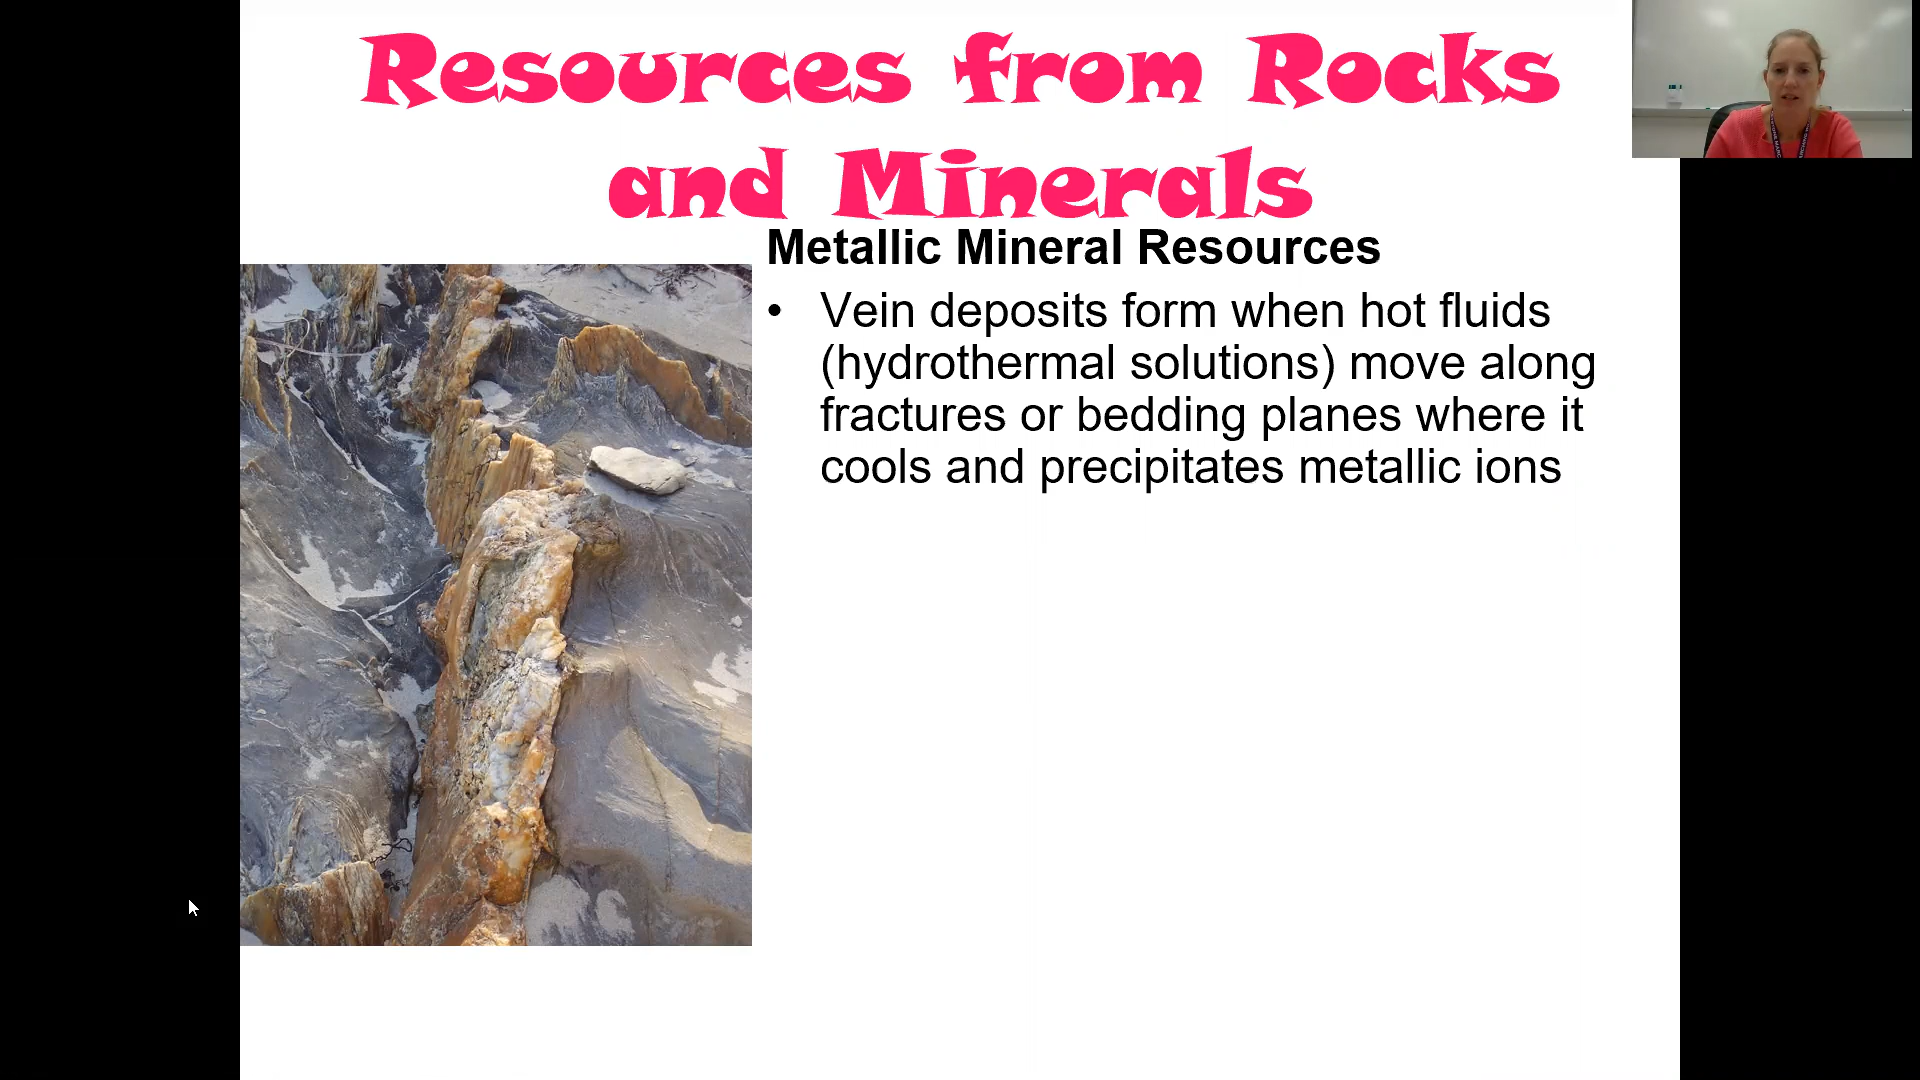 Resources from Rocks
and Minerals
Metallic Mineral Resources
• Vein deposits form when hot fluids
(hydrothermal solutions) move along
fractures or bedding planes where it
cools and precipitates metallic ions